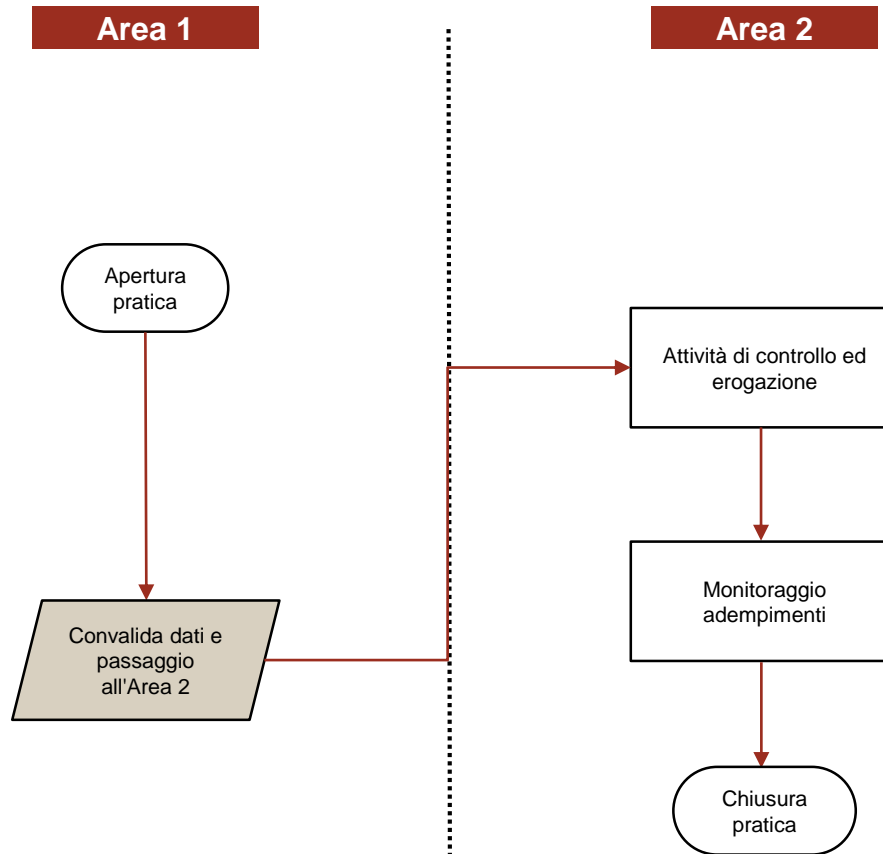 Area 1
Area 2
Apertura
pratica
Convalida dati e
passaggio
all'Area 2
Attività di controllo ed
erogazione
Monitoraggio
adempimenti
Chiusura
pratica